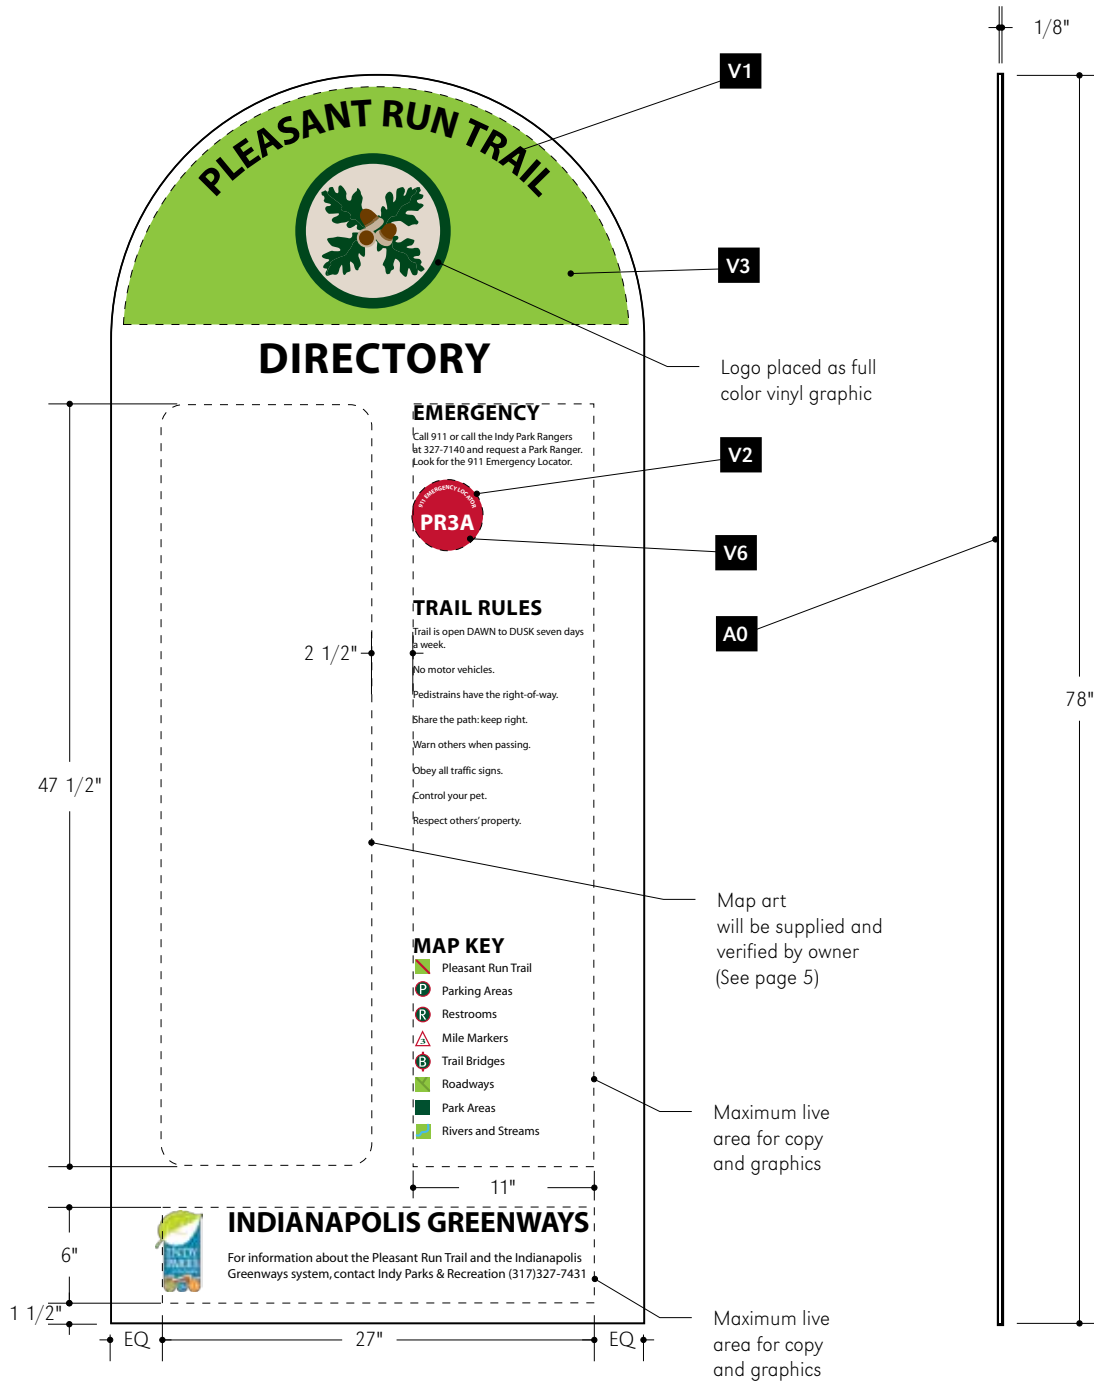 1/8"
V1
PLEASANT RUN TRAIL
V3
DIRECTORY
Logo placed as full
color vinyl graphic
EMERGENCY
Call 911 or call the Indy Park Rangers
at 327-7140 and request a Park Ranger.
Look for the 911 Emergency Locator.
V2
911 EMERGENCY LOCATOR
PR3A
V6
A0
TRAIL RULES
Trail is open DAWN to DUSK seven days
a week.
No motor vehicles.
Pedistrains have the right-of-way.
Share the path: keep right.
Warn others when passing.
Obey all traffic signs.
Control your pet.
Respect others' property.
2 1/2"
78"
47 1/2"
Map art
will be supplied and
verified by owner
(See page 5)
MAP KEY
Pleasant Run Trail
P Parking Areas
R Restrooms
3 Mile Markers
B Trail Bridges
Roadways
Park Areas
Rivers and Streams
Maximum live
area for copy
and graphics
11"
6"
INDY
PARKS
INDIANAPOLIS GREENWAYS
For information about the Pleasant Run Trail and the Indianapolis
Greenways system, contact Indy Parks & Recreation (317)327-7431
1 1/2"
EQ 27" EQ
Maximum live
area for copy
and graphics